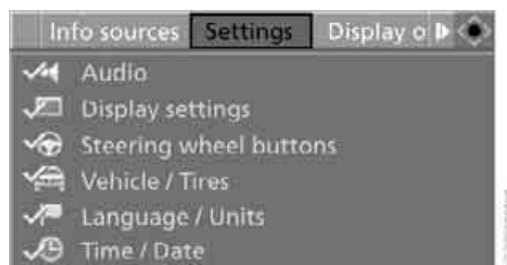 Info sources Settings Display o
Audio
Display settings
Steering wheel buttons
Vehicle / Tires
Language / Units
Time / Date